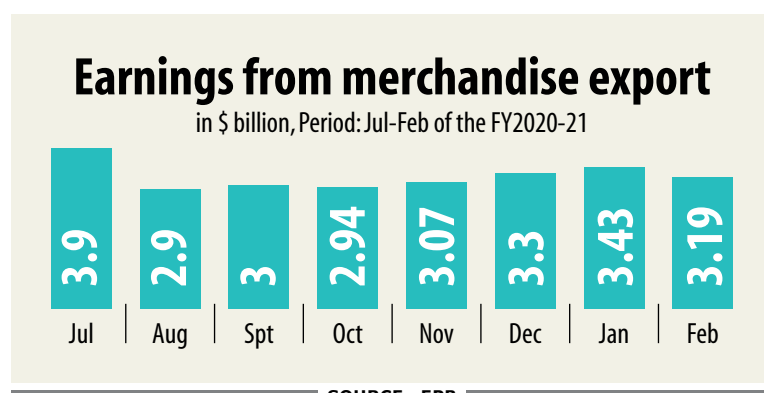 Earnings from merchandise export
in $ billion, Period: Jul-Feb of the FY2020-21
3.9 2.9 3 2.94 3.07 3.3 3.43 3.19
Jul Aug Spt Oct Nov Dec Jan Feb